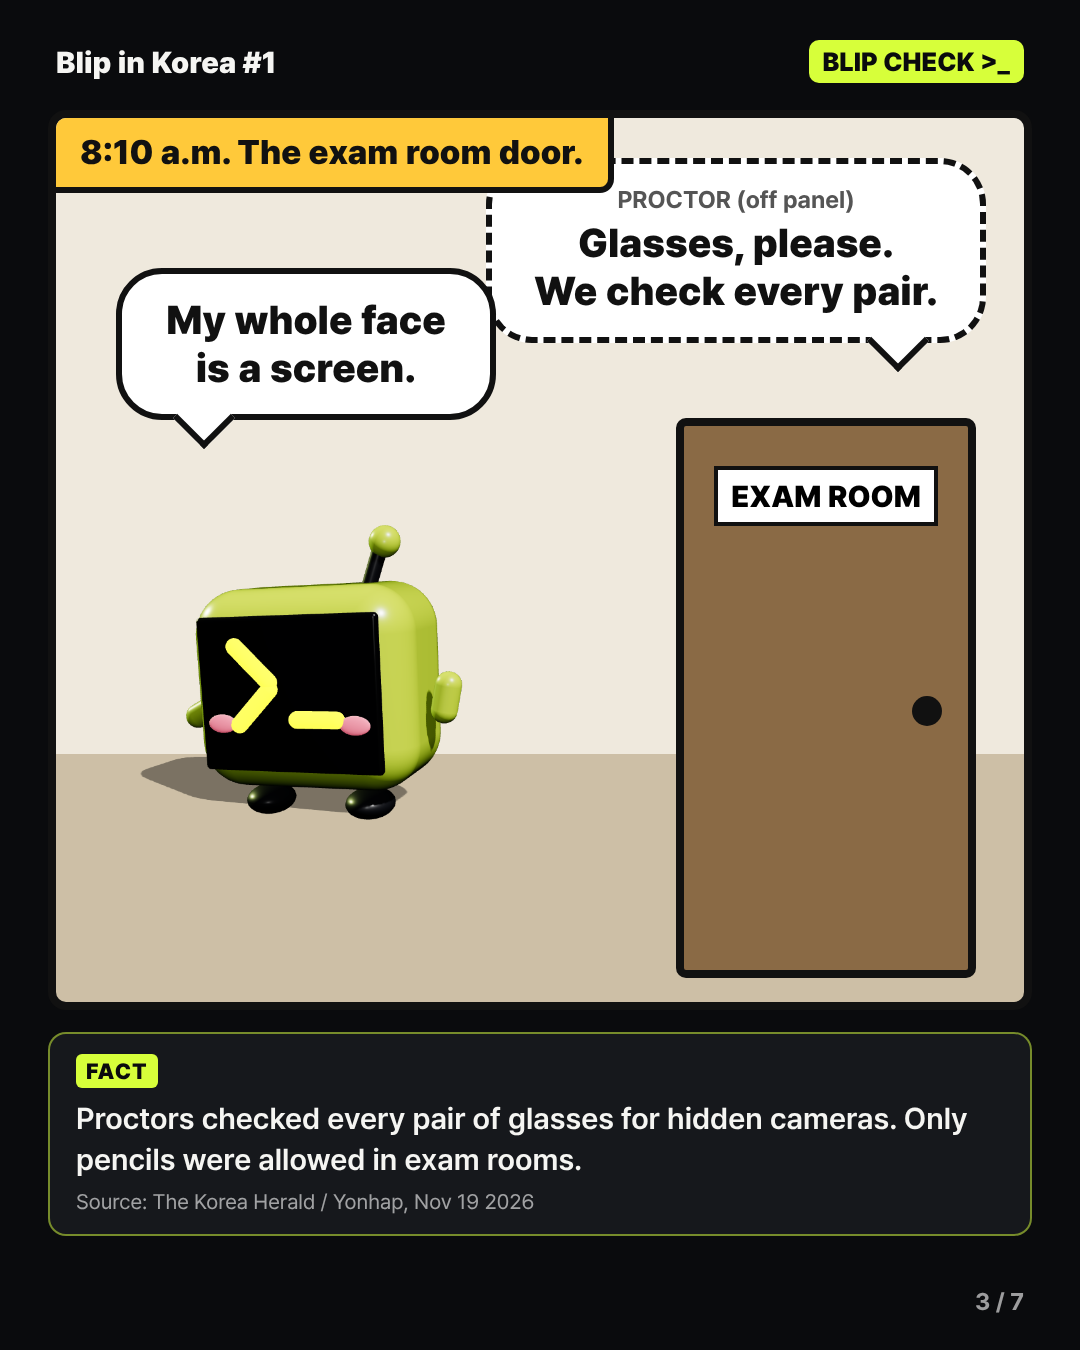 Blip in Korea #1
BLIP CHECK >_
8:10 a.m. The exam room door.
PROCTOR (off panel)
Glasses, please.
We check every pair.
My whole face
is a screen.
EXAM ROOM
>_
FACT
Proctors checked every pair of glasses for hidden cameras. Only
pencils were allowed in exam rooms.
Source: The Korea Herald / Yonhap, Nov 19 2026
3 / 7